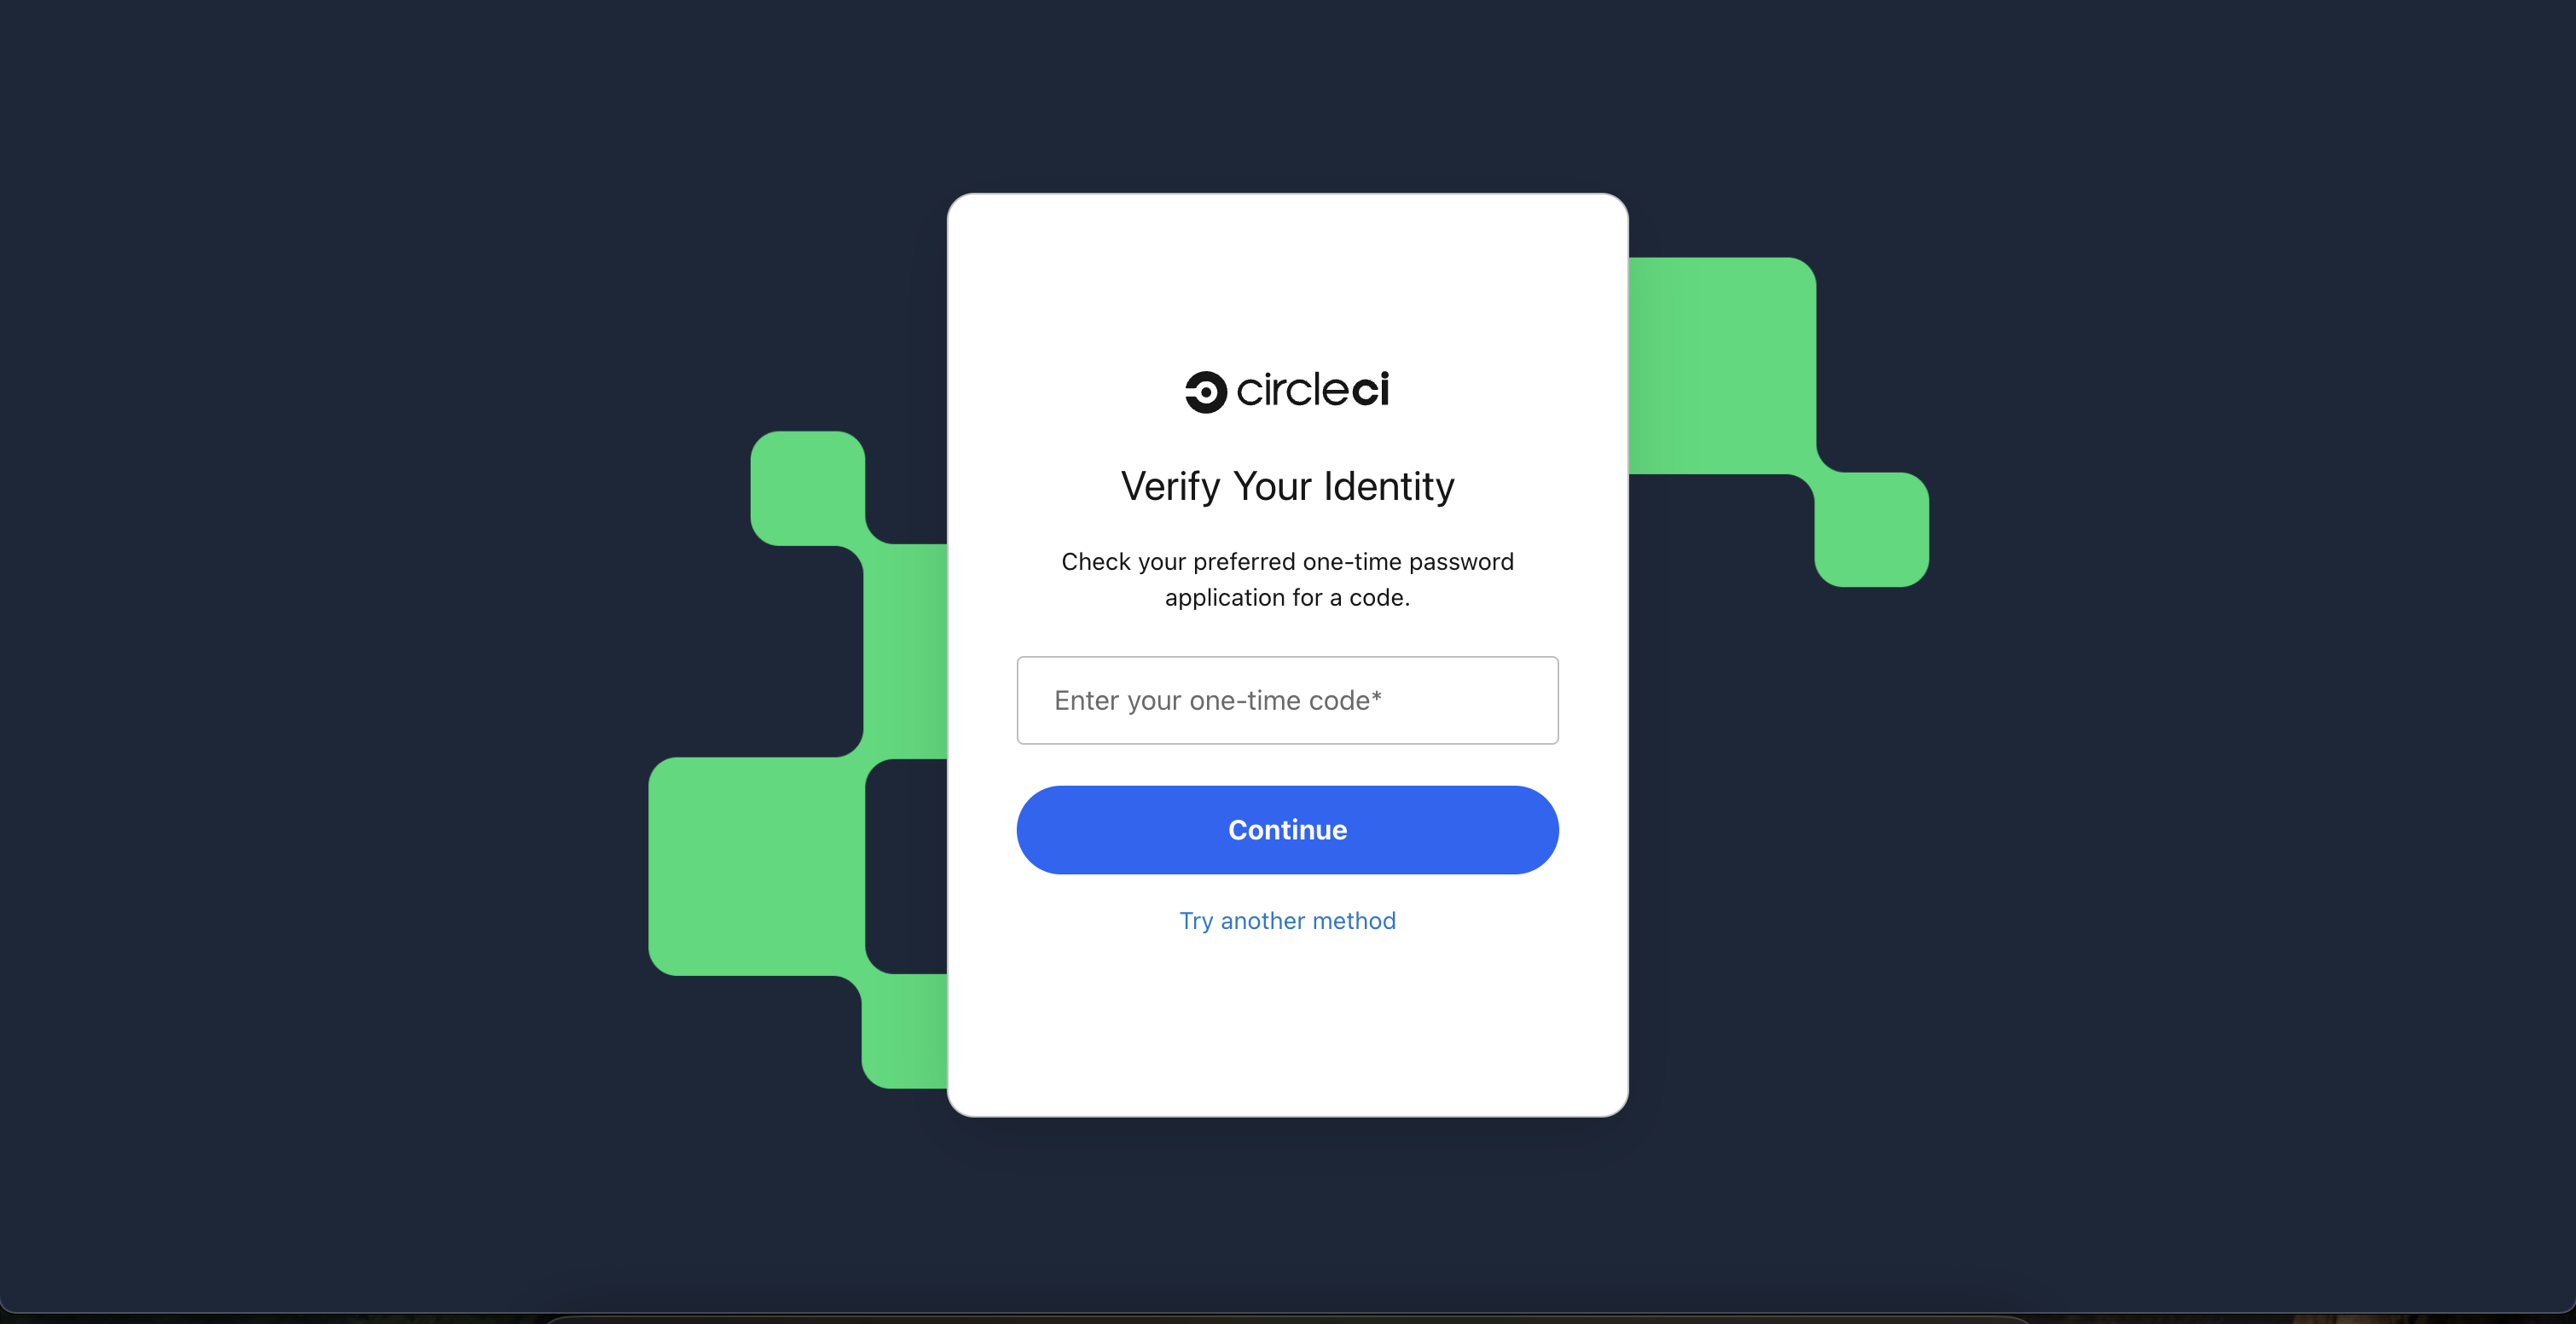 circleci
Verify Your Identity
Check your preferred one-time password
application for a code.
Enter your one-time code*
Continue
Try another method